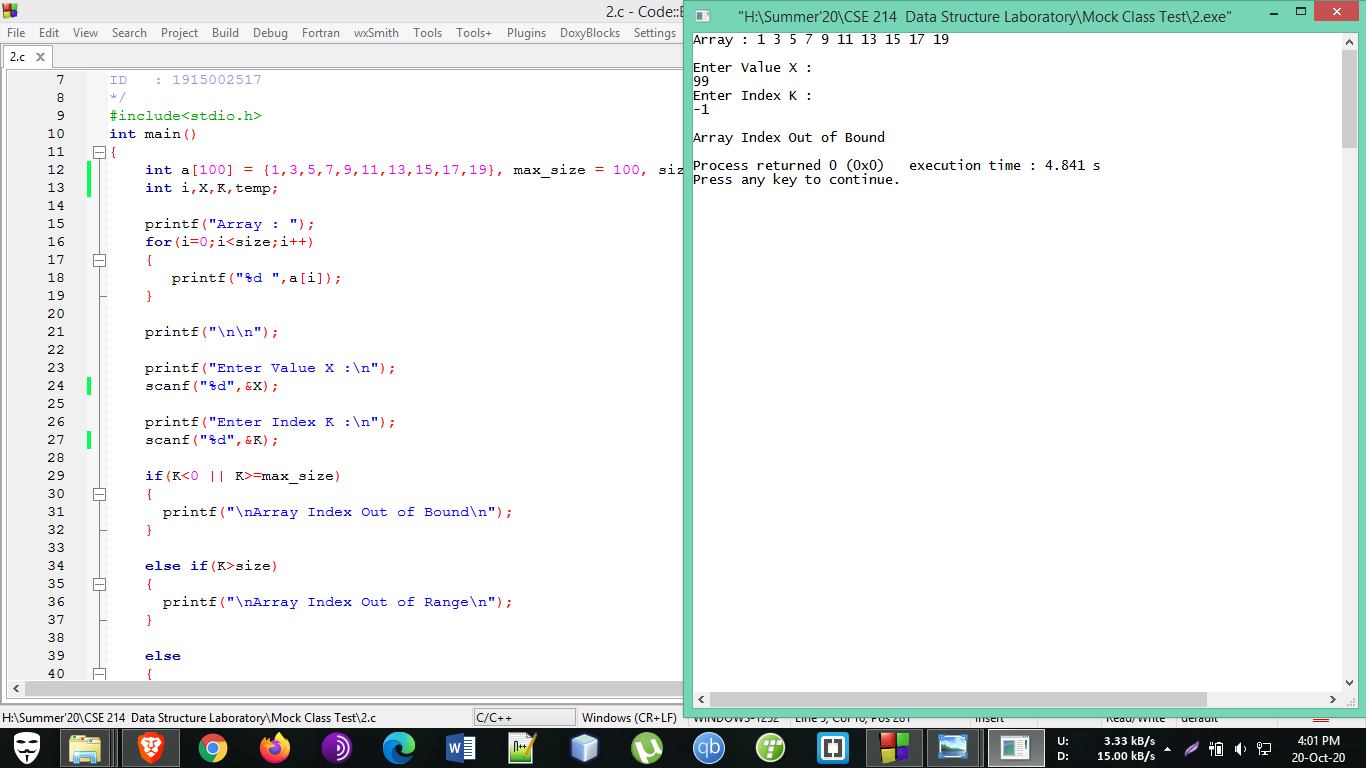 2.c - Code::
File Edit View Search Project Build Debug Fortran wxSmith Tools Tools+ Plugins DoxyBlocks Settings
2.c
7 ID : 1915002517
8 */
9 #include<stdio.h>
10 int main()
11 {
12 int a[100] = {1,3,5,7,9,11,13,15,17,19}, max_size = 100, siz
13 int i,X,K,temp;
14
15 printf("Array : ");
16 for(i=0;i<size;i++)
17 {
18 printf("%d ",a[i]);
19 }
20
21 printf("\n\n");
22
23 printf("Enter Value X :\n");
24 scanf("%d",&X);
25
26 printf("Enter Index K :\n");
27 scanf("%d",&K);
28
29 if(K<0 || K>=max_size)
30 {
31 printf("\nArray Index Out of Bound\n");
32 }
33
34 else if(K>size)
35 {
36 printf("\nArray Index Out of Range\n");
37 }
38
39 else
40 {
"H:\Summer'20\CSE 214 Data Structure Laboratory\Mock Class Test\2.exe"
Array : 1 3 5 7 9 11 13 15 17 19
Enter Value X :
99
Enter Index K :
-1
Array Index Out of Bound
Process returned 0 (0x0) execution time : 4.841 s
Press any key to continue.
H:\Summer'20\CSE 214 Data Structure Laboratory\Mock Class Test\2.c C/C++ Windows (CR+LF) WINDOWS-1252 Line 5, Col 10, Pos 281 Insert Read/Write default
U: 3.33 kB/s
D: 15.00 kB/s
4:01 PM
20-Oct-20